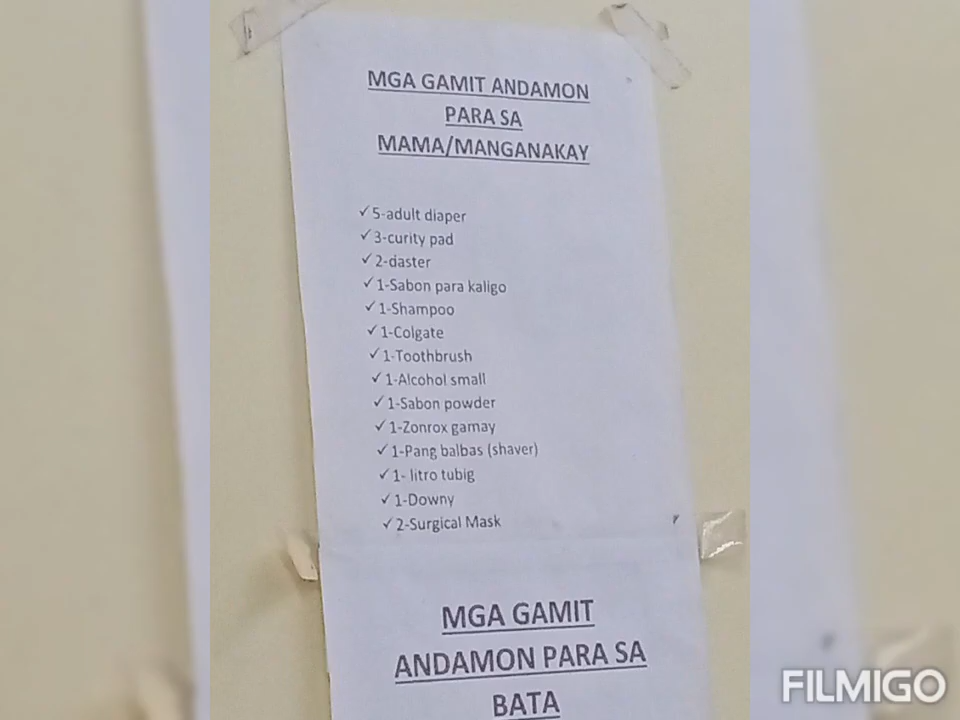 MGA GAMIT ANDAMON
PARA SA
MAMA/MANGANAKAY
✓5-adult diaper
✓3-curity pad
✓2-daster
✓1-Sabon para kaligo
✓1-Shampoo
✓1-Colgate
✓1-Toothbrush
✓1-Alcohol small
✓1-Sabon powder
✓1-Zonrox gamay
✓1-Pang balbas (shaver)
✓1- litro tubig
✓1-Downy
✓2-Surgical Mask
MGA GAMIT
ANDAMON PARA SA
BATA
FILMIGO